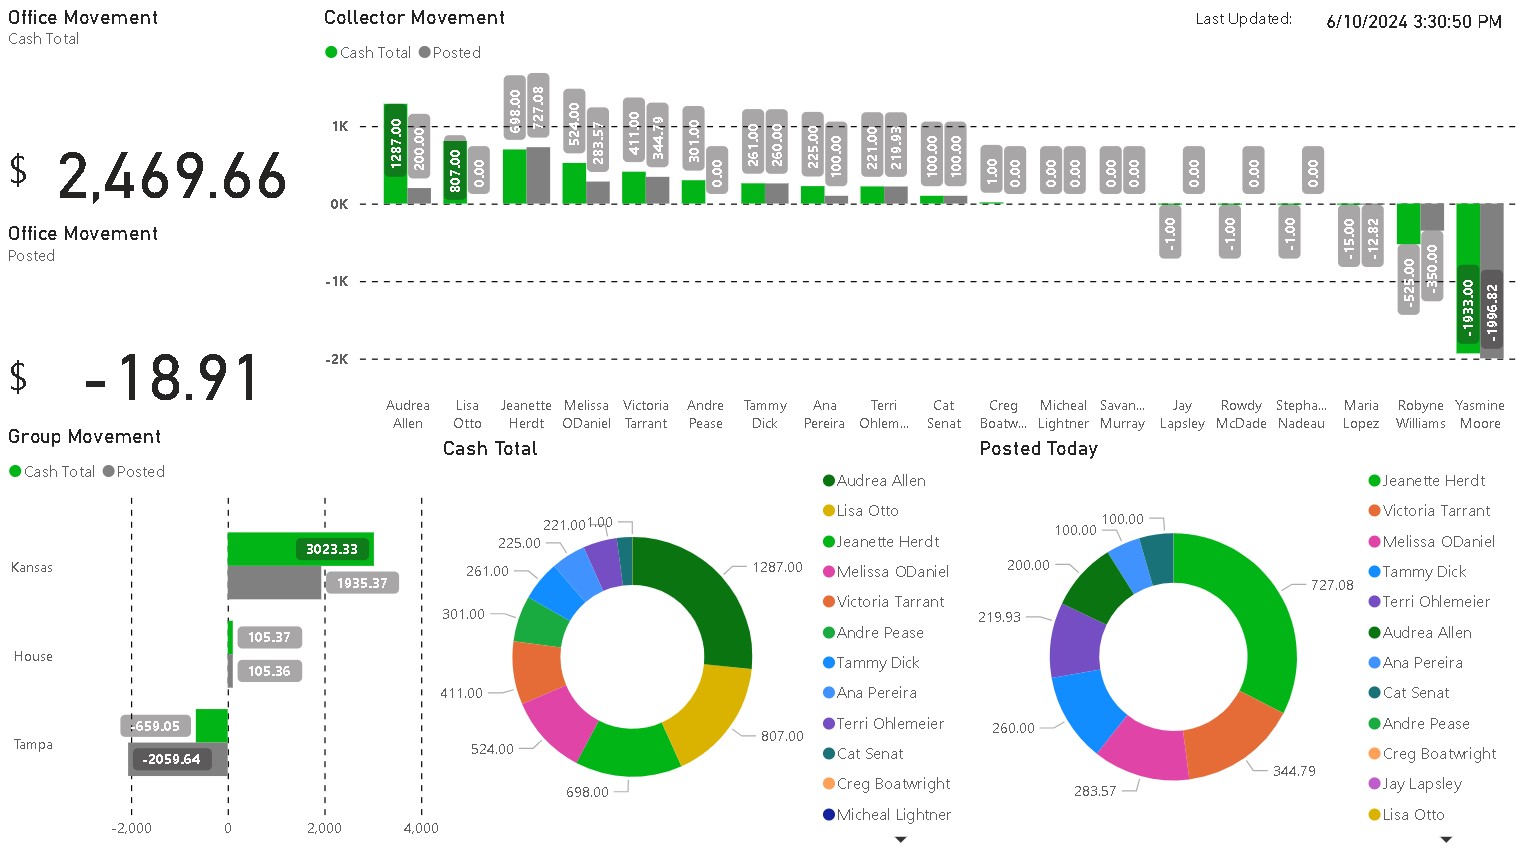 Office Movement
Cash Total
$ 2,469.66
Office Movement
Posted
$ -18.91
Collector Movement
Last Updated: 6/10/2024 3:30:50 PM
Cash Total Posted
1K
0K
-1K
-2K
1287.00 200.00
807.00 0.00
698.00 727.08
524.00 283.57
411.00 344.79
301.00 0.00
261.00 260.00
225.00 100.00
221.00 219.93
100.00 100.00
1.00 0.00
0.00 0.00
0.00 0.00
-1.00 0.00
-1.00 0.00
-1.00 0.00
-15.00 -12.82
-525.00 -350.00
-1933.00 -1996.82
Audrea Allen
Lisa Otto
Jeanette Herdt
Melissa ODaniel
Victoria Tarrant
Andre Pease
Tammy Dick
Ana Pereira
Terri Ohlem...
Cat Senat
Creg Boatw...
Micheal Lightner
Savan... Murray
Jay Lapsley
Rowdy McDade
Stepha... Nadeau
Maria Lopez
Robyne Williams
Yasmine Moore
Group Movement
Cash Total Posted
Kansas
3023.33
1935.37
House
105.37
105.36
Tampa
-659.05
-2059.64
-2,000 0 2,000 4,000
Cash Total
1287.00
807.00
698.00
524.00
411.00
301.00
261.00
225.00
221.00
1.00
Audrea Allen
Lisa Otto
Jeanette Herdt
Melissa ODaniel
Victoria Tarrant
Andre Pease
Tammy Dick
Ana Pereira
Terri Ohlemeier
Cat Senat
Creg Boatwright
Micheal Lightner
Posted Today
727.08
344.79
283.57
260.00
219.93
200.00
100.00
100.00
Jeanette Herdt
Victoria Tarrant
Melissa ODaniel
Tammy Dick
Terri Ohlemeier
Audrea Allen
Ana Pereira
Cat Senat
Andre Pease
Creg Boatwright
Jay Lapsley
Lisa Otto